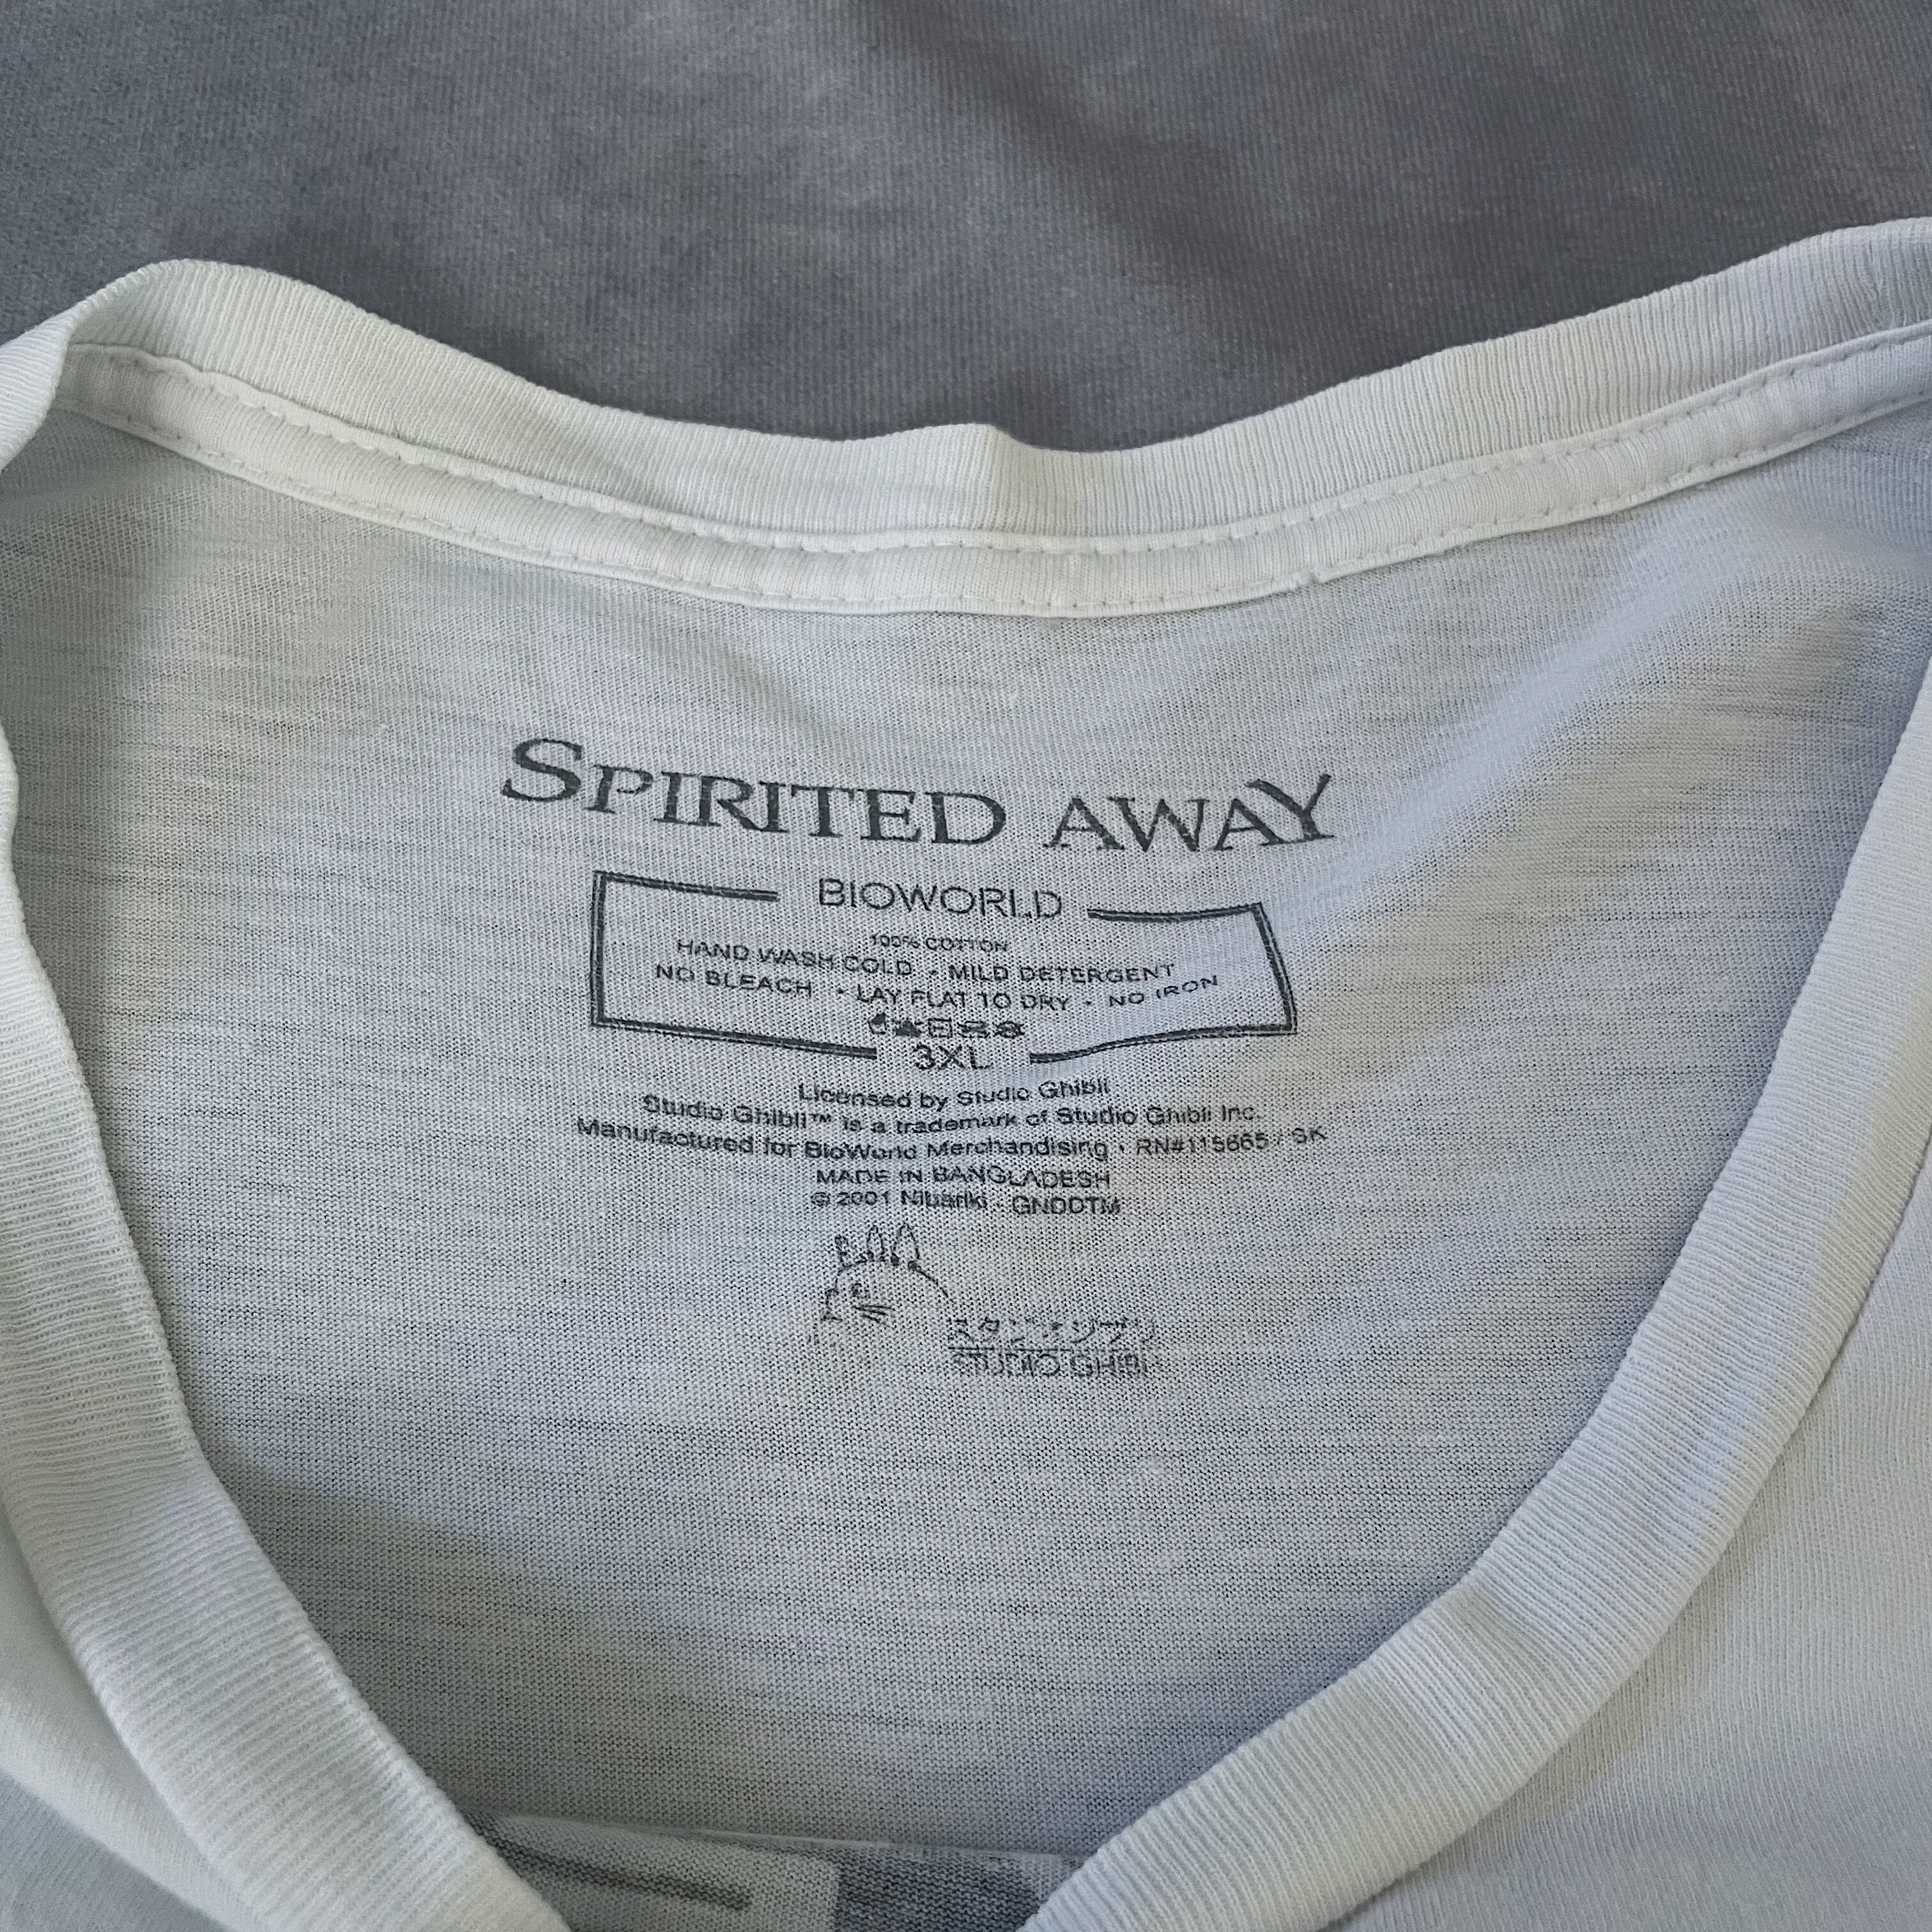 SPIRITED AWAY
BIOWORLD
100% COTTON
HAND WASH COLD • MILD DETERGENT
NO BLEACH • LAY FLAT TO DRY • NO IRON
3XL
Licensed by Studio Ghibli
Studio Ghibli™ is a trademark of Studio Ghibli Inc.
Manufactured for BioWorld Merchandising • RN#115665 / SK
MADE IN BANGLADESH
© 2001 Nibariki - GNDDTM
スタジオジブリ
STUDIO GHIBLI